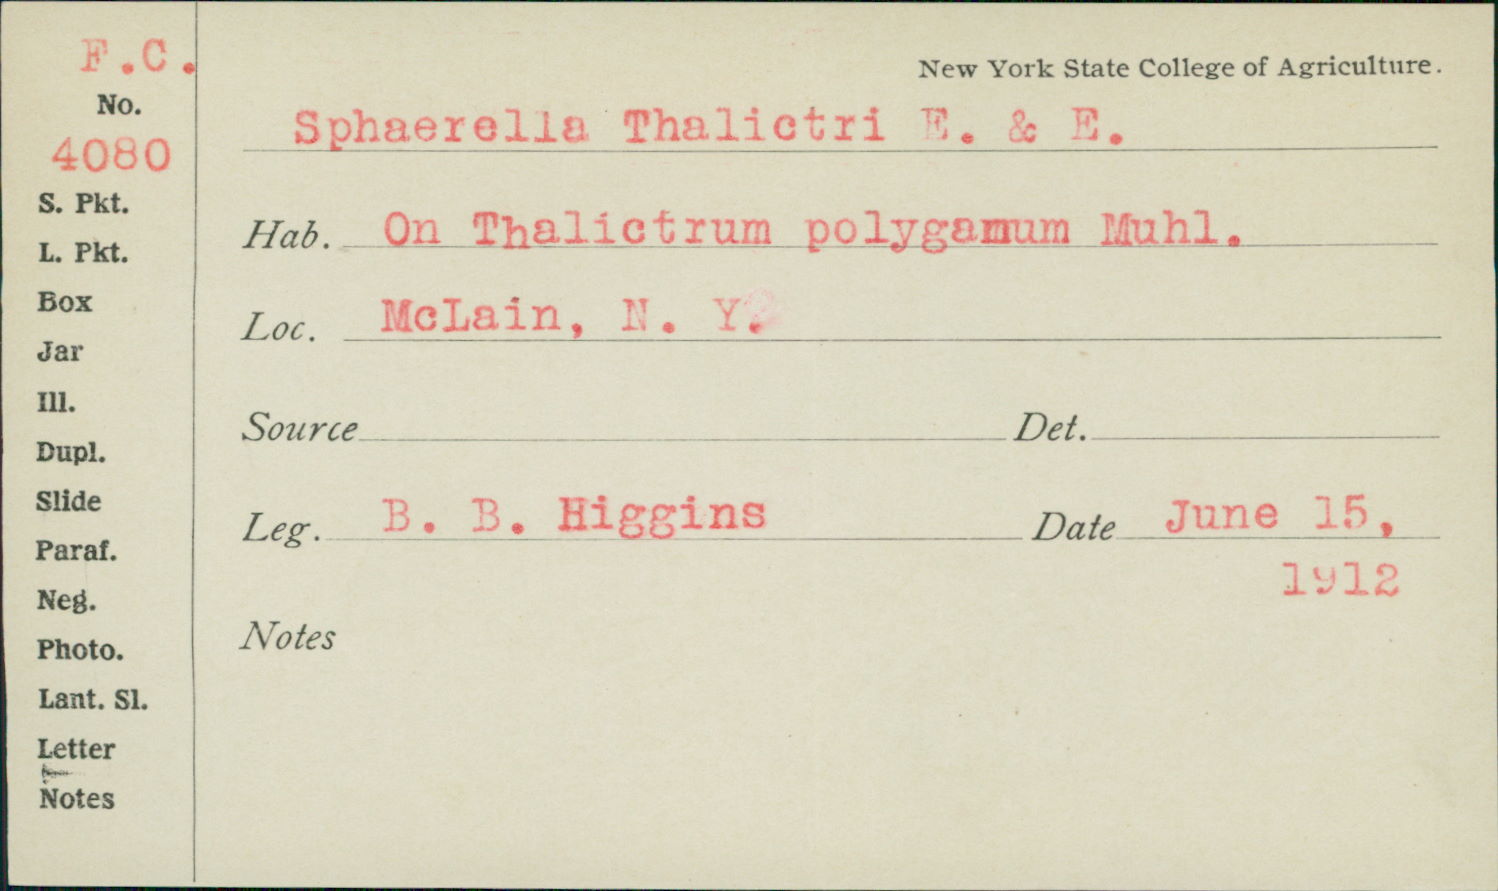 F.C.
No.
4080
S. Pkt.
L. Pkt.
Box
Jar
Ill.
Dupl.
Slide
Paraf.
Neg.
Photo.
Lant. Sl.
Letter
Notes
New York State College of Agriculture.
Sphaerella Thalictri E. & E.
Hab. On Thalictrum polygamum Muhl.
Loc. McLain, N. Y.
Source Det.
Leg. B. B. Higgins Date June 15,
1912
Notes